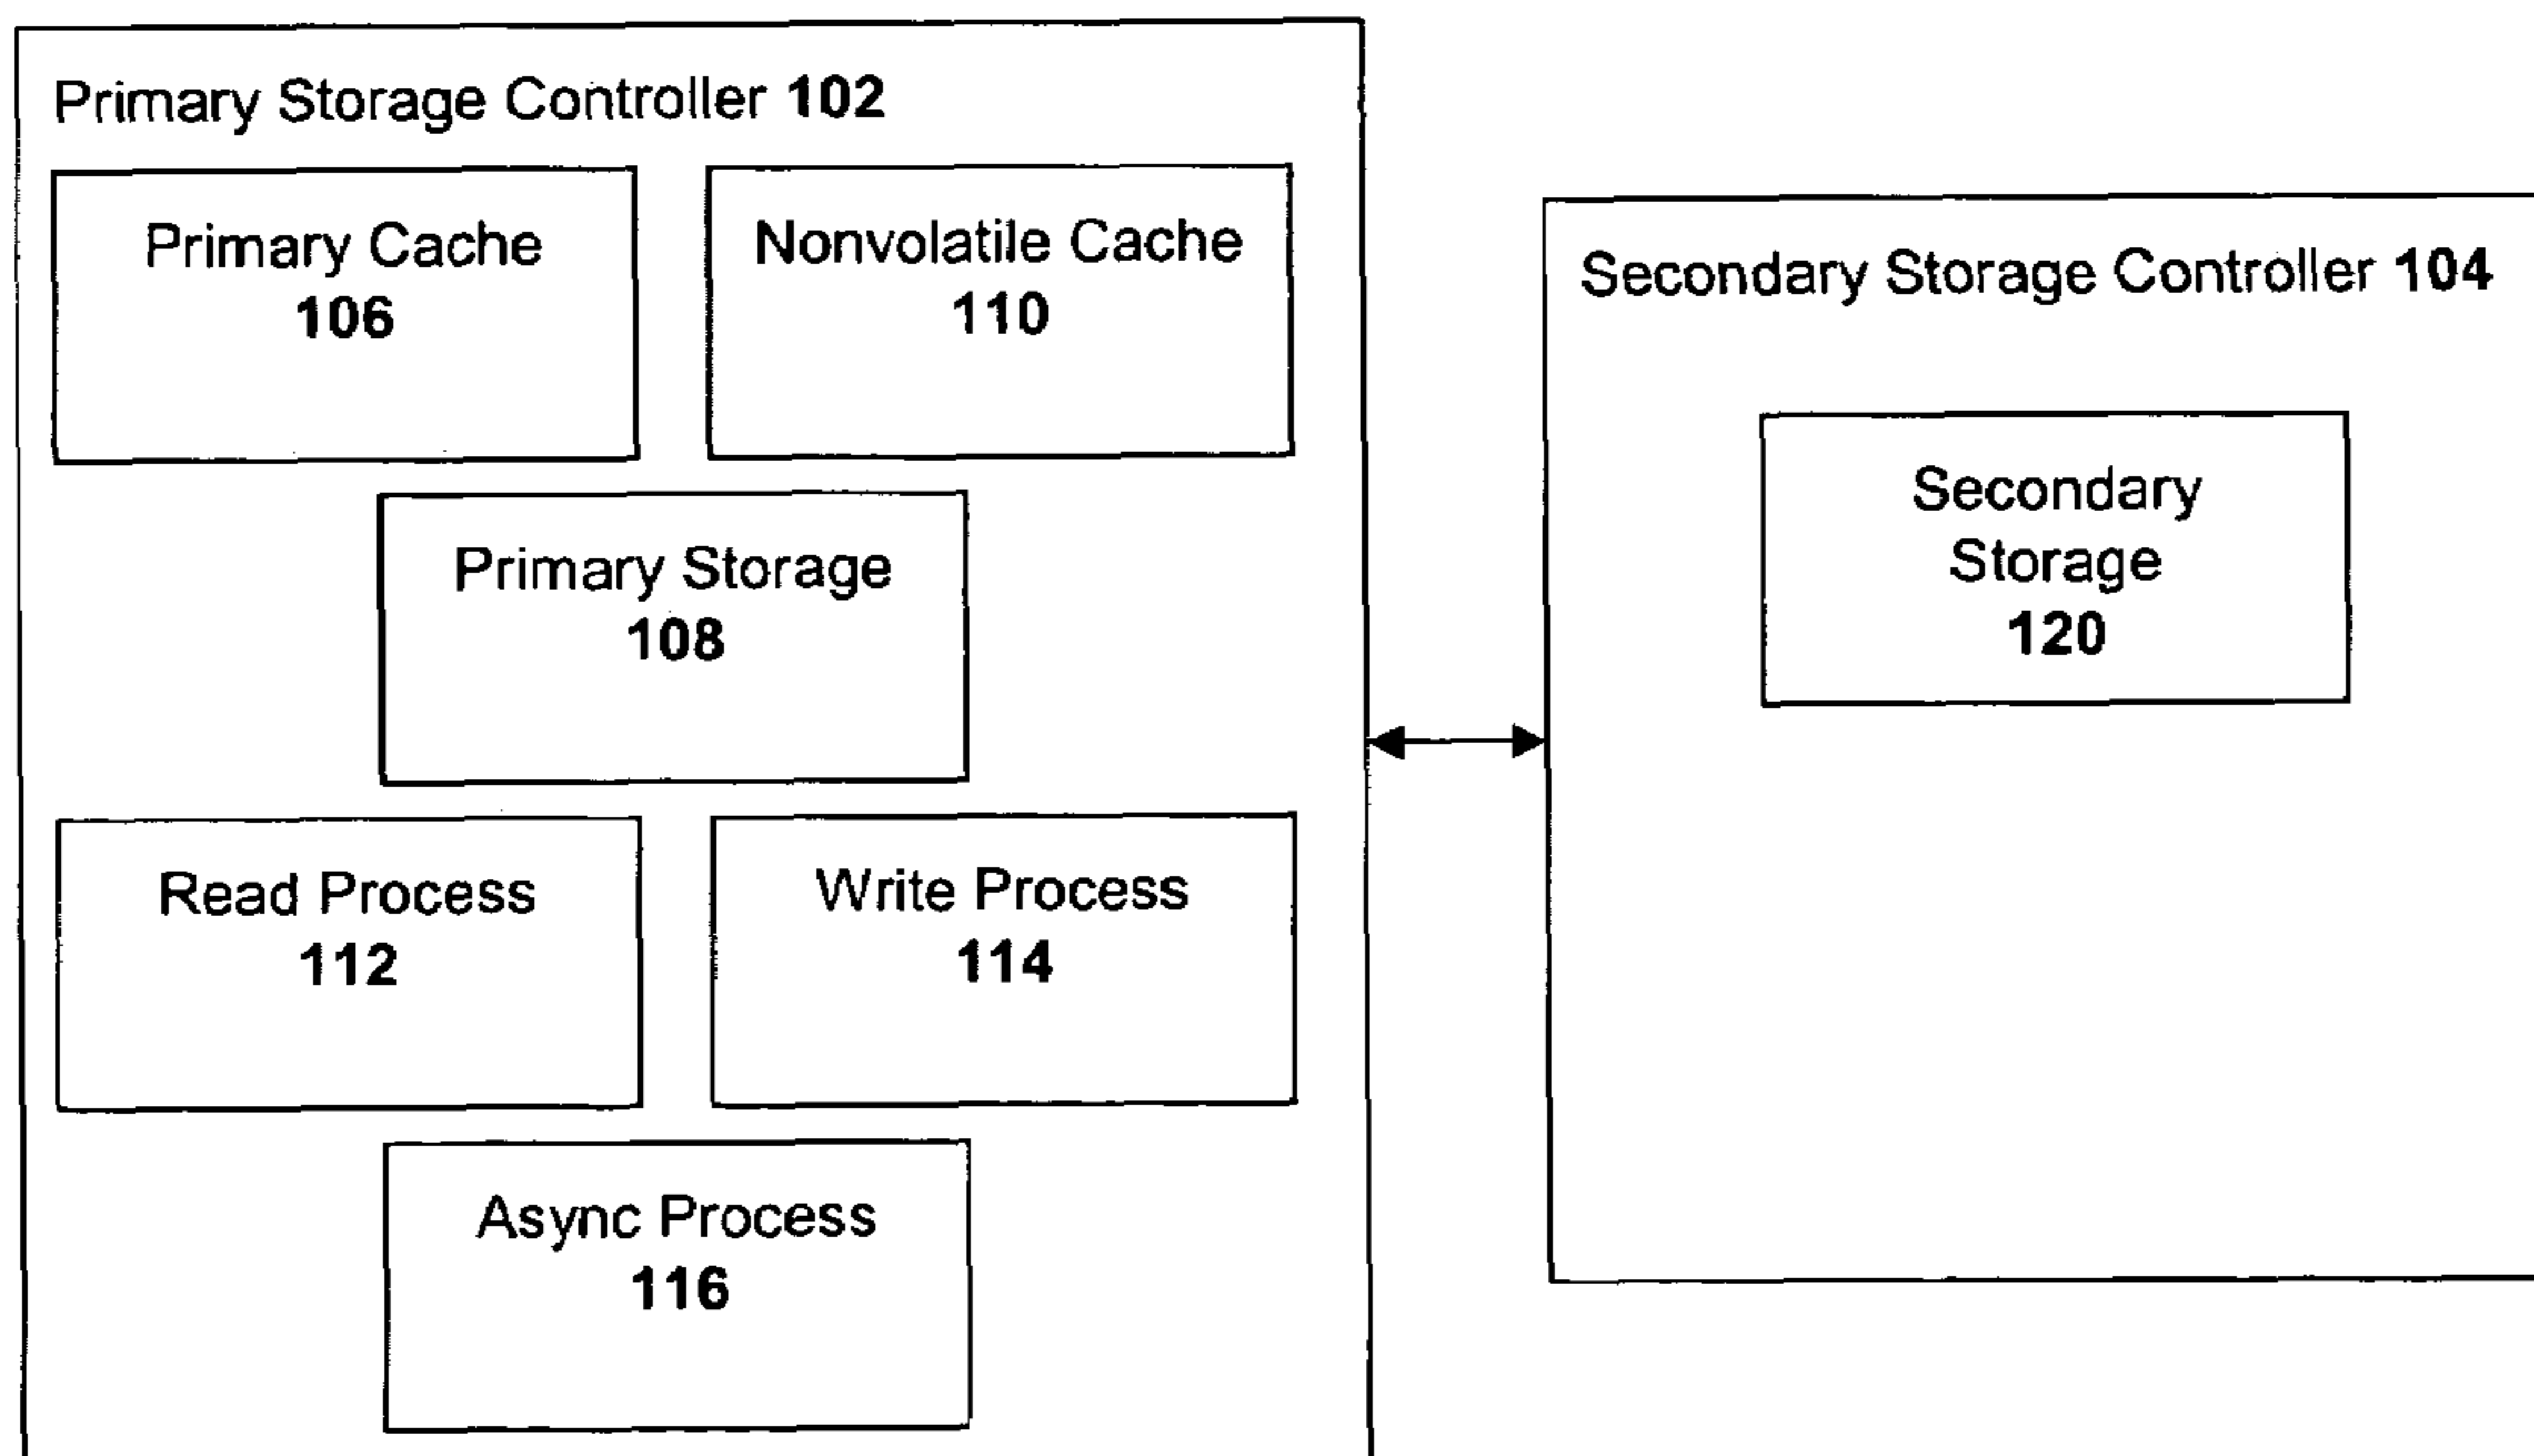 Primary Storage Controller 102
Primary Cache
106
Nonvolatile Cache
110
Primary Storage
108
Read Process
112
Write Process
114
Async Process
116
Secondary Storage Controller 104
Secondary
Storage
120